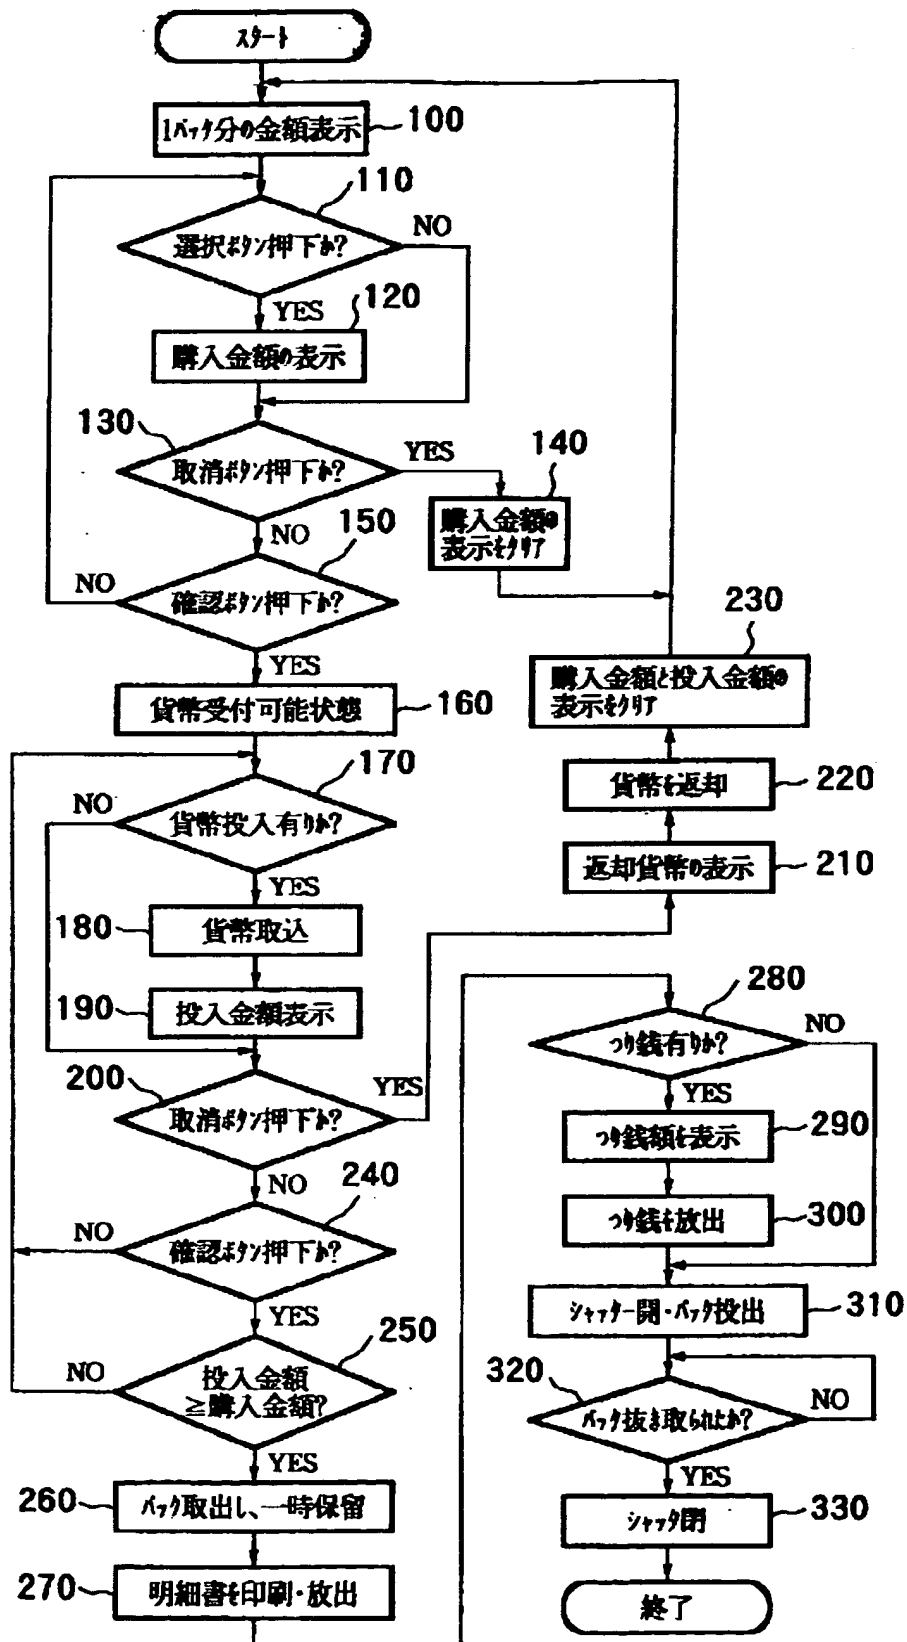 スタート
1パック分の金額表示
100
110
選択ボタン押下か?
NO
YES
120
購入金額の表示
130
取消ボタン押下か?
YES
140
購入金額の
表示をクリア
NO
150
確認ボタン押下か?
NO
YES
貨幣受付可能状態
160
170
貨幣投入有りか?
NO
YES
180
貨幣取込
190
投入金額表示
200
取消ボタン押下か?
YES
NO
240
確認ボタン押下か?
NO
YES
250
投入金額
≧購入金額?
NO
YES
260
パック取出し、一時保留
270
明細書を印刷・放出
230
購入金額と投入金額の
表示をクリア
貨幣を返却
220
返却貨幣の表示
210
280
つり銭有りか?
NO
YES
つり銭額を表示
290
つり銭を放出
300
シャッター開・パック投出
310
320
パック抜き取られたか?
NO
YES
シャッタ閉
330
終了